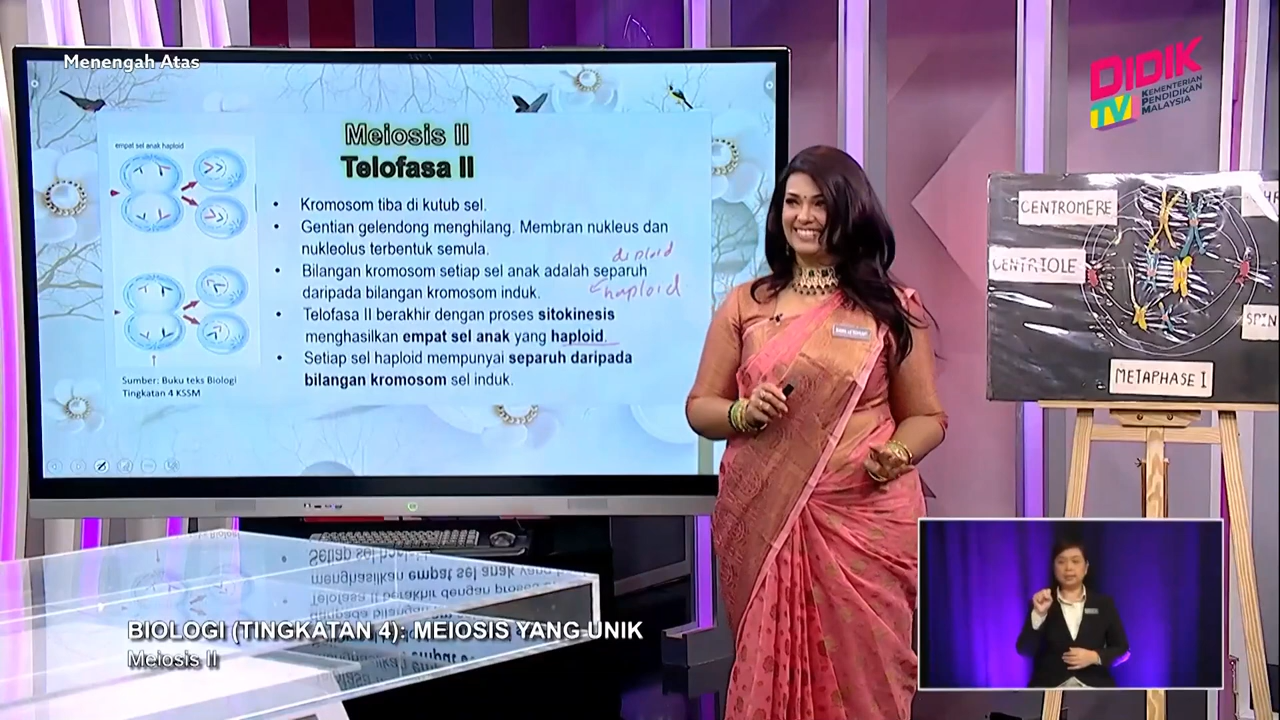 Menengah Atas
DIDIK
TV
KEMENTERIAN
PENDIDIKAN
MALAYSIA
Meiosis II
Telofasa II
empat sel anak haploid
• Kromosom tiba di kutub sel.
• Gentian gelendong menghilang. Membran nukleus dan
nukleolus terbentuk semula.
diploid
• Bilangan kromosom setiap sel anak adalah separuh
daripada bilangan kromosom induk.
haploid
• Telofasa II berakhir dengan proses sitokinesis
menghasilkan empat sel anak yang haploid.
• Setiap sel haploid mempunyai separuh daripada
bilangan kromosom sel induk.
Sumber: Buku teks Biologi
Tingkatan 4 KSSM
CENTROMERE
CENTRIOLE
SPIN
METAPHASE I
BIOLOGI (TINGKATAN 4): MEIOSIS YANG UNIK
Meiosis II